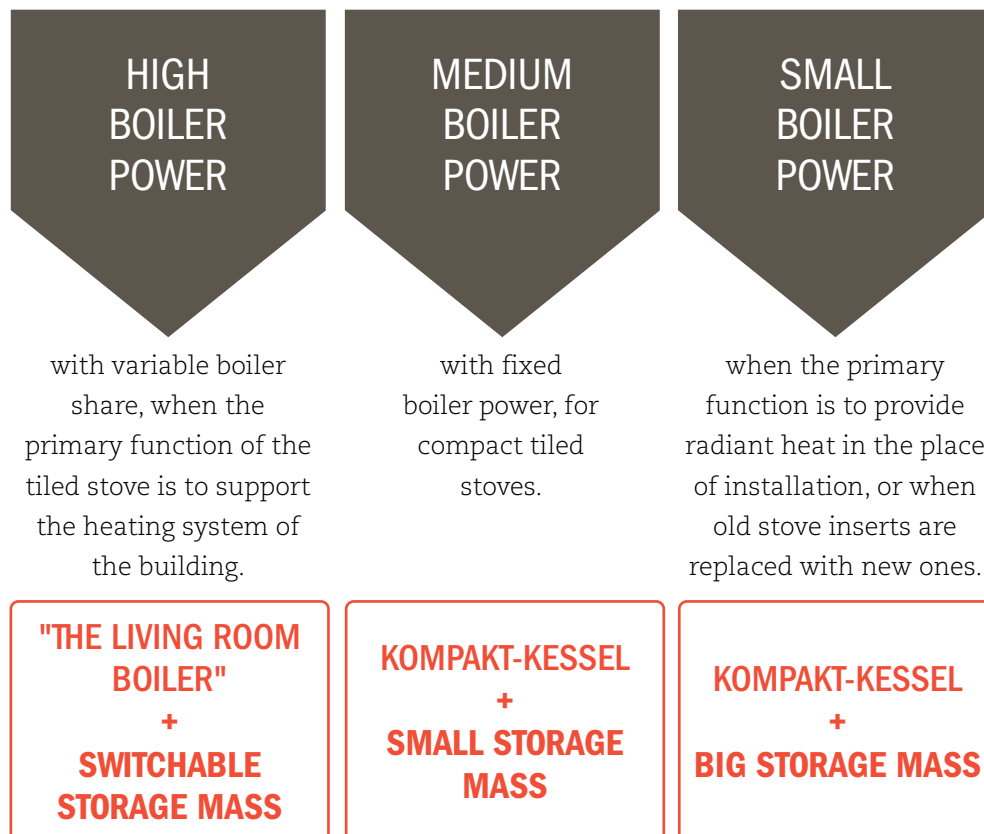 HIGH
BOILER
POWER
with variable boiler
share, when the
primary function of the
tiled stove is to support
the heating system of
the building.
"THE LIVING ROOM
BOILER"
+
SWITCHABLE
STORAGE MASS
MEDIUM
BOILER
POWER
with fixed
boiler power, for
compact tiled
stoves.
KOMPAKT-KESSEL
+
SMALL STORAGE
MASS
SMALL
BOILER
POWER
when the primary
function is to provide
radiant heat in the place
of installation, or when
old stove inserts are
replaced with new ones.
KOMPAKT-KESSEL
+
BIG STORAGE MASS